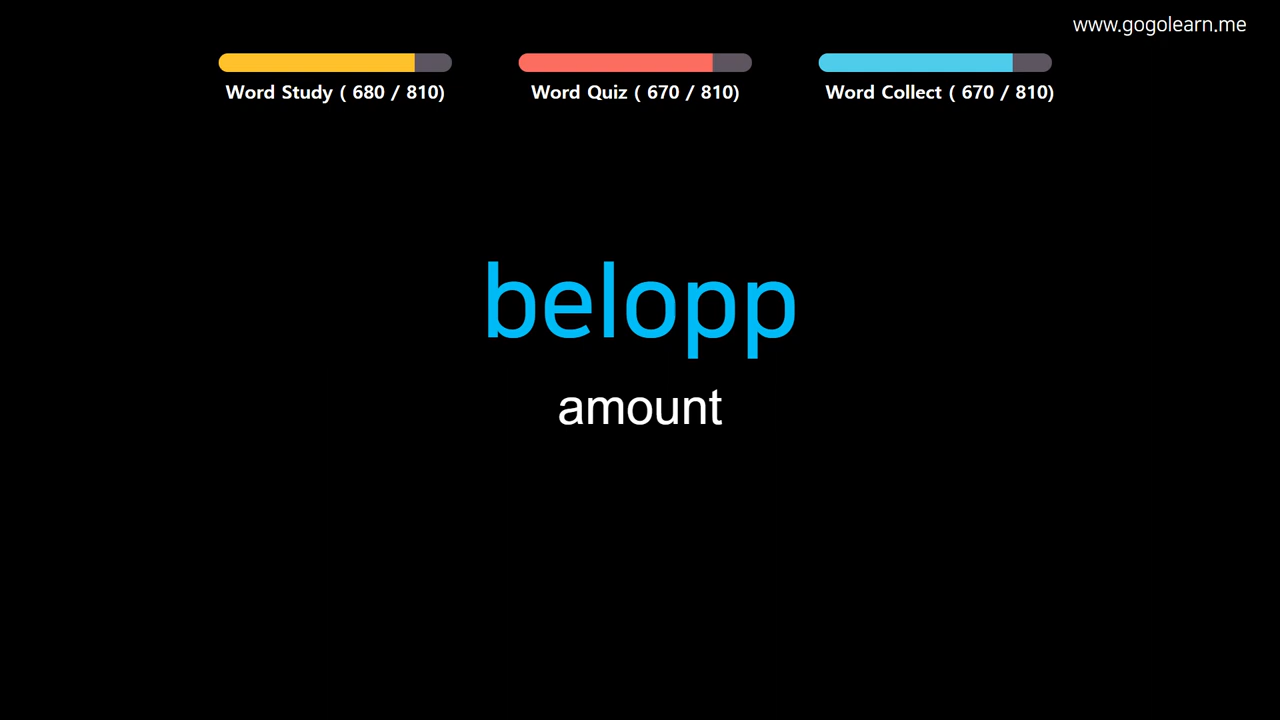 www.gogolearn.me
Word Study ( 680 / 810)
Word Quiz ( 670 / 810)
Word Collect ( 670 / 810)
belopp
amount